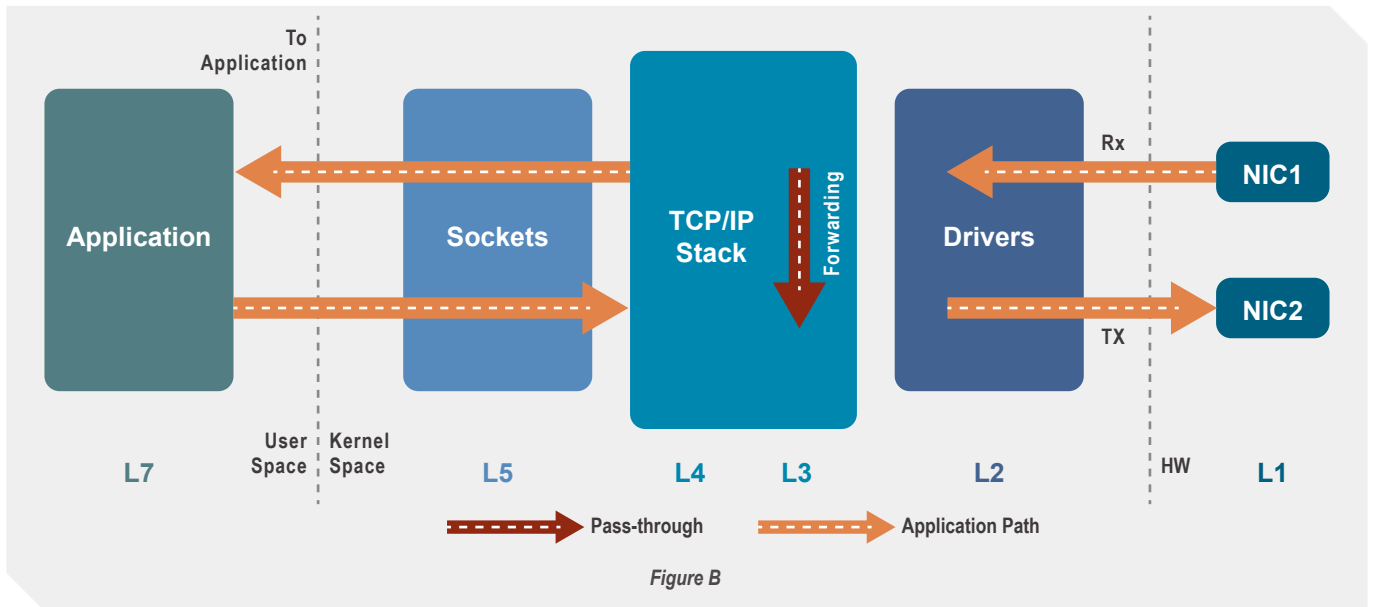 To
Application
Rx
NIC1
Application
Sockets
TCP/IP
Stack
Forwarding
Drivers
NIC2
TX
User
Space
Kernel
Space
HW
L7
L5
L4
L3
L2
L1
Pass-through
Application Path
Figure B